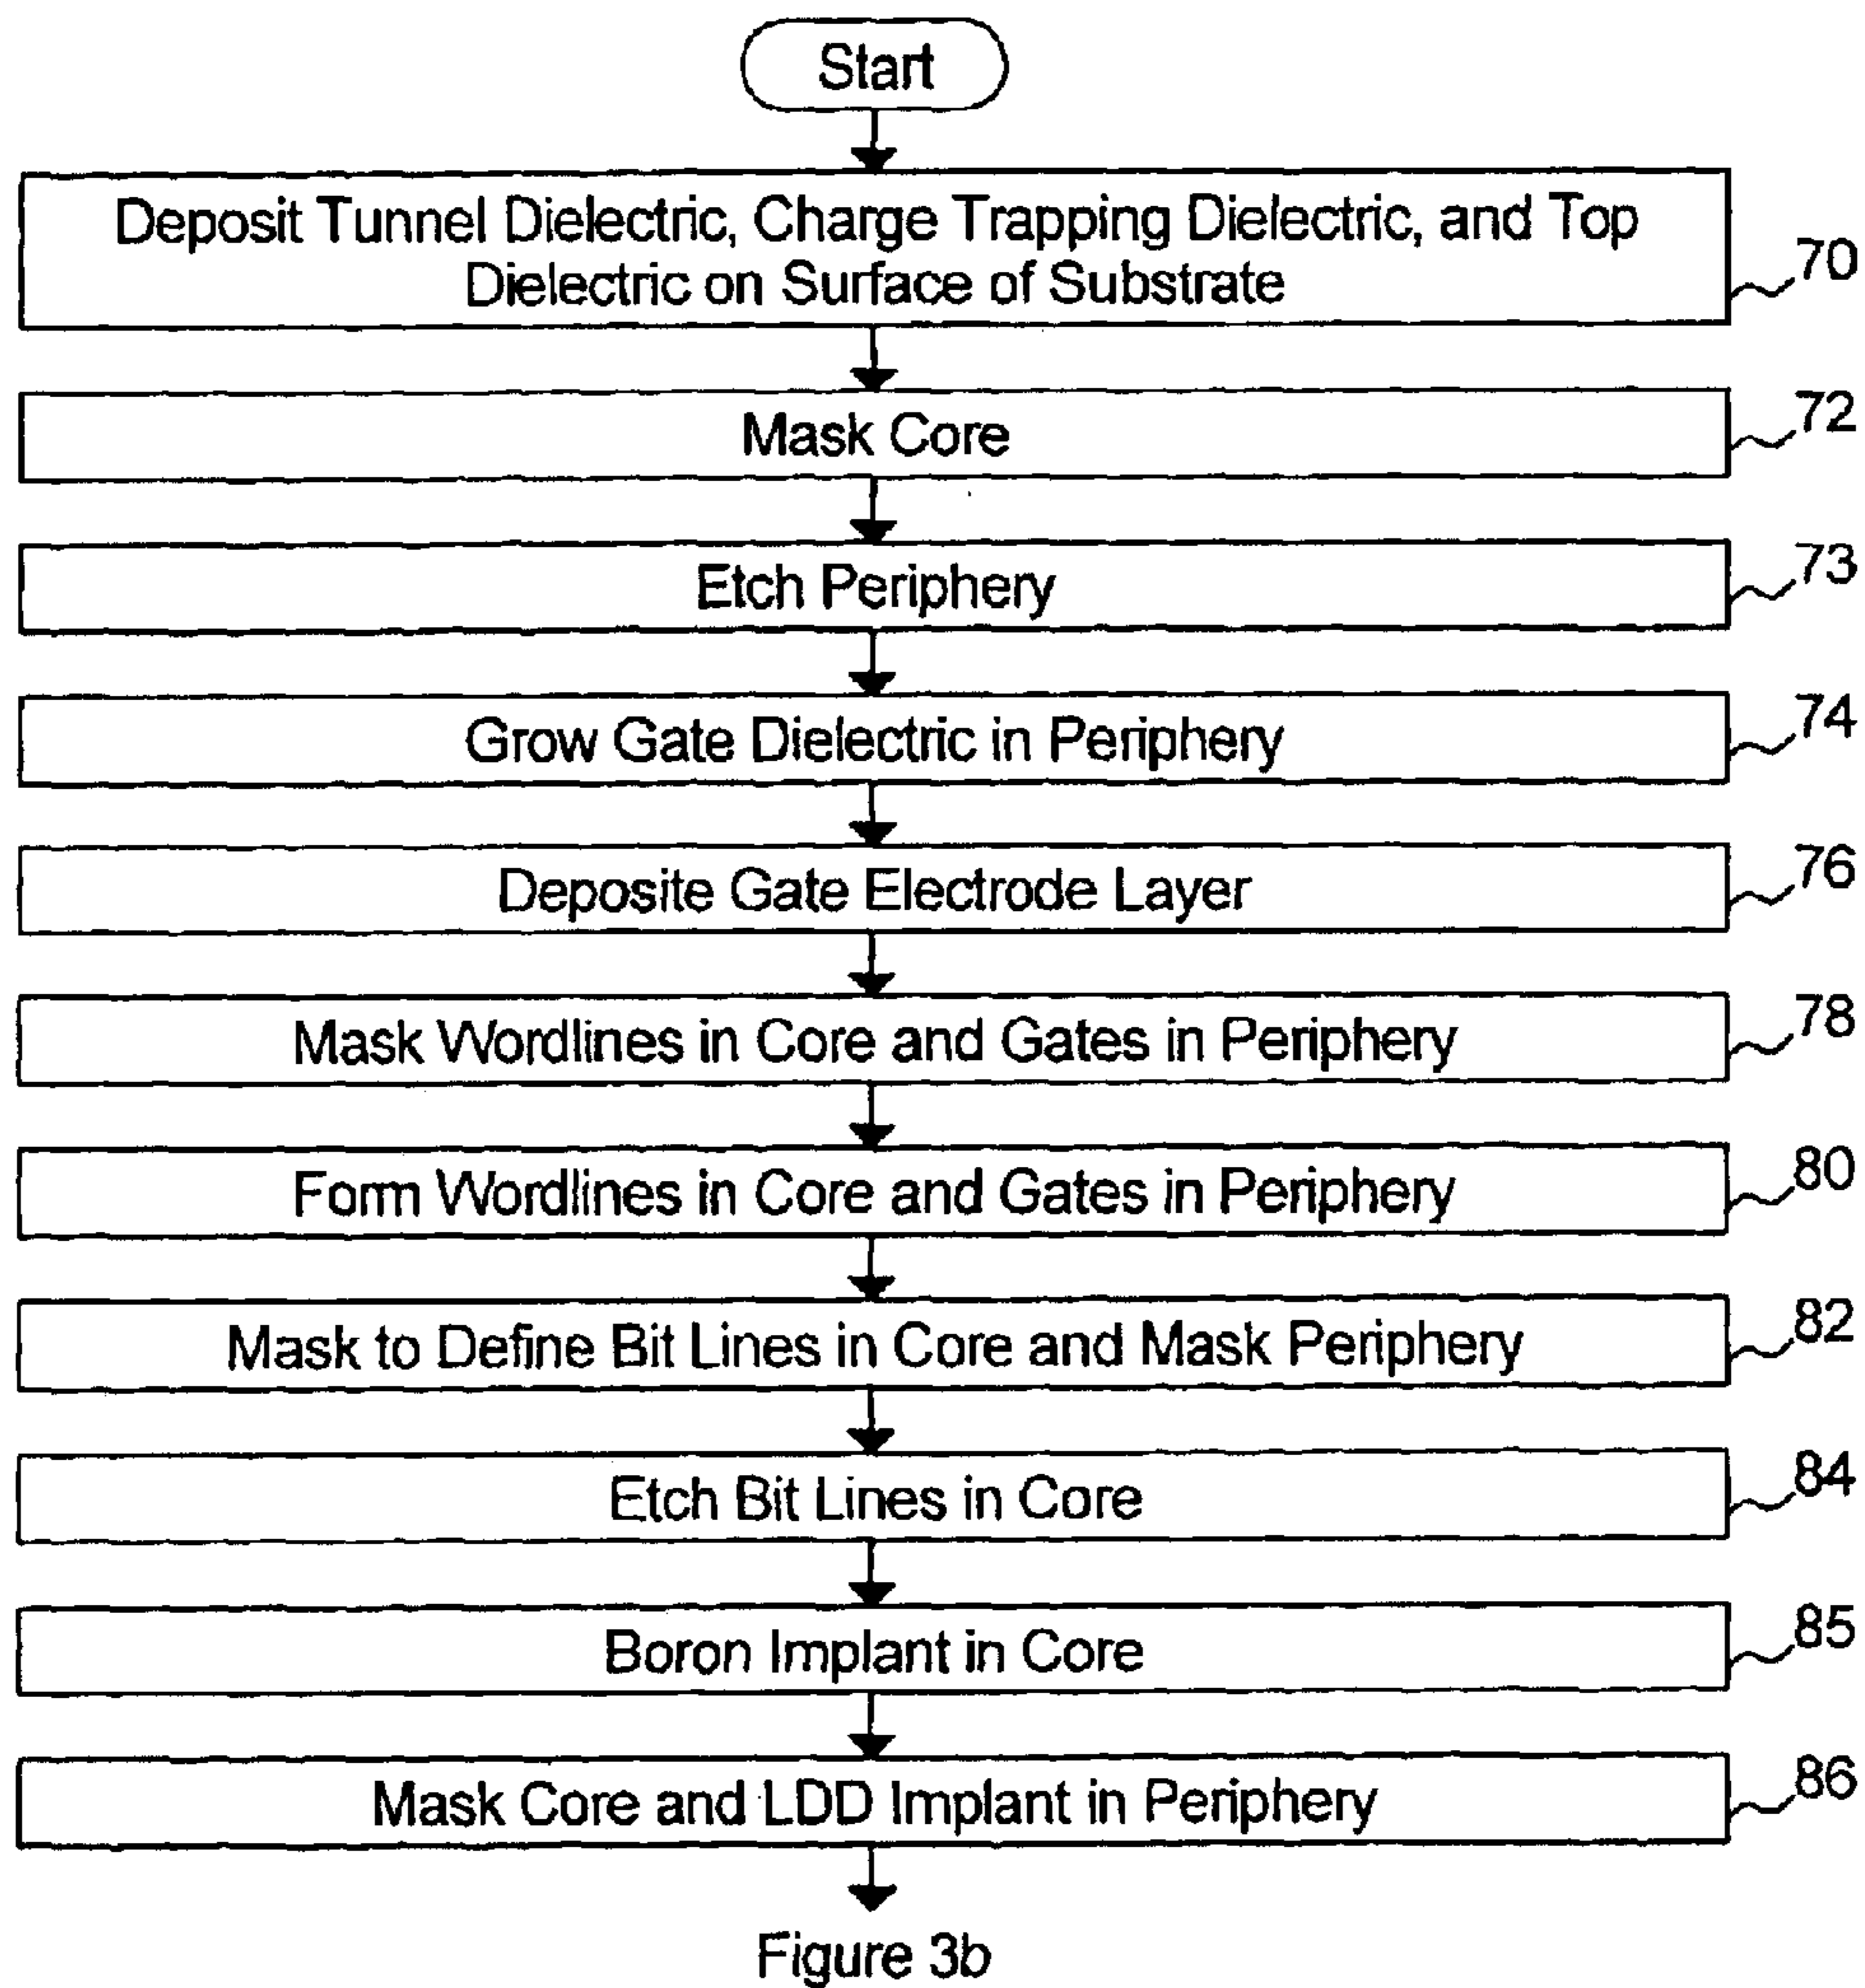 Start
Deposit Tunnel Dielectric, Charge Trapping Dielectric, and Top
Dielectric on Surface of Substrate
70
Mask Core
72
Etch Periphery
73
Grow Gate Dielectric in Periphery
74
Deposite Gate Electrode Layer
76
Mask Wordlines in Core and Gates in Periphery
78
Form Wordlines in Core and Gates in Periphery
80
Mask to Define Bit Lines in Core and Mask Periphery
82
Etch Bit Lines in Core
84
Boron Implant in Core
85
Mask Core and LDD Implant in Periphery
86
Figure 3b